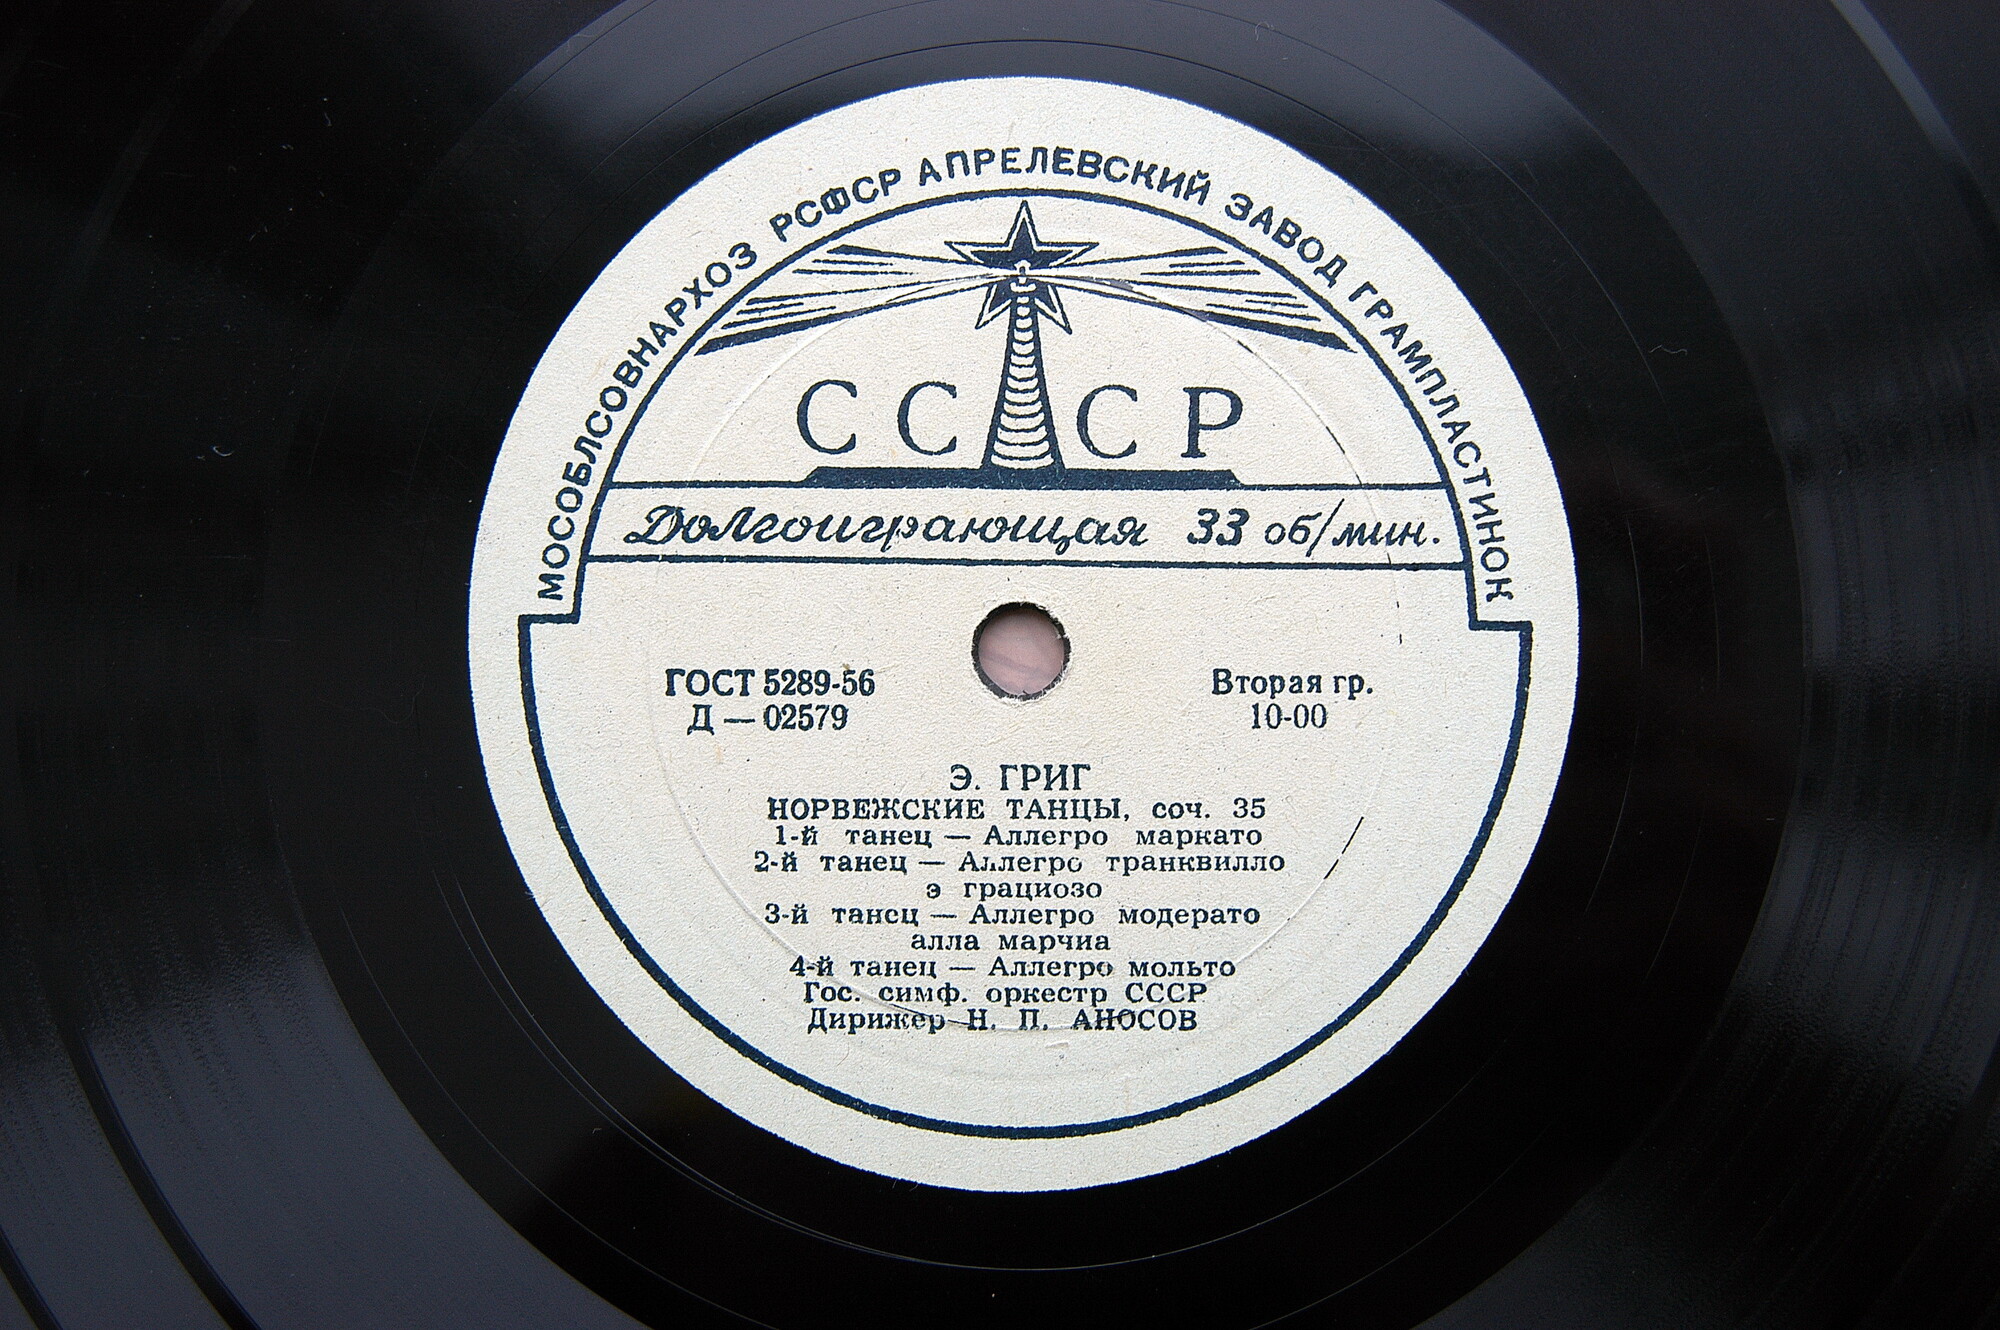 МОСОБЛСОВНАРХОЗ РСФСР АПРЕЛЕВСКИЙ ЗАВОД ГРАМПЛАСТИНОК
СССР
Долгоиграющая 33 об/мин.
ГОСТ 5289-56
Д — 02579
Вторая гр.
10-00
Э. ГРИГ
НОРВЕЖСКИЕ ТАНЦЫ, соч. 35
1-й танец — Аллегро маркато
2-й танец — Аллегро транквилло
э грациозо
3-й танец — Аллегро модерато
алла марчиа
4-й танец — Аллегро мольто
Гос. симф. оркестр СССР
Дирижер Н. П. АНОСОВ